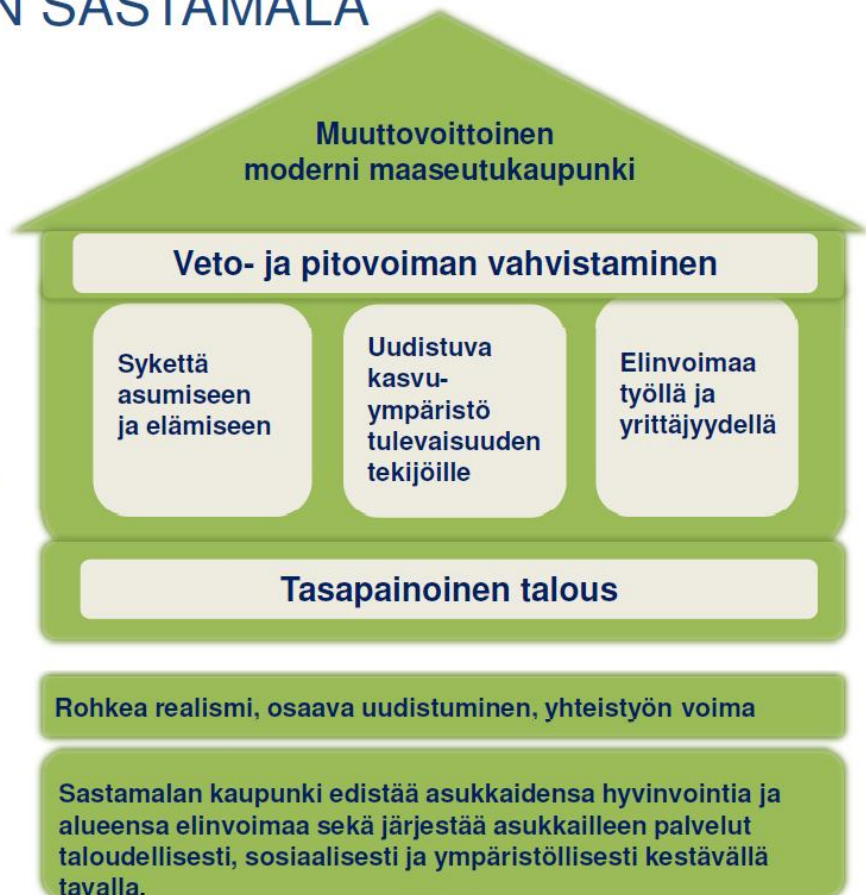 N SASTAMALA
Muuttovoittoinen
moderni maaseutukaupunki
Veto- ja pitovoiman vahvistaminen
Sykettä
asumiseen
ja elämiseen
Uudistuva
kasvu-
ympäristö
tulevaisuuden
tekijöille
Elinvoimaa
työllä ja
yrittäjyydellä
Tasapainoinen talous
Rohkea realismi, osaava uudistuminen, yhteistyön voima
Sastamalan kaupunki edistää asukkaidensa hyvinvointia ja
alueensa elinvoimaa sekä järjestää asukkailleen palvelut
taloudellisesti, sosiaalisesti ja ympäristöllisesti kestävällä
tavalla.